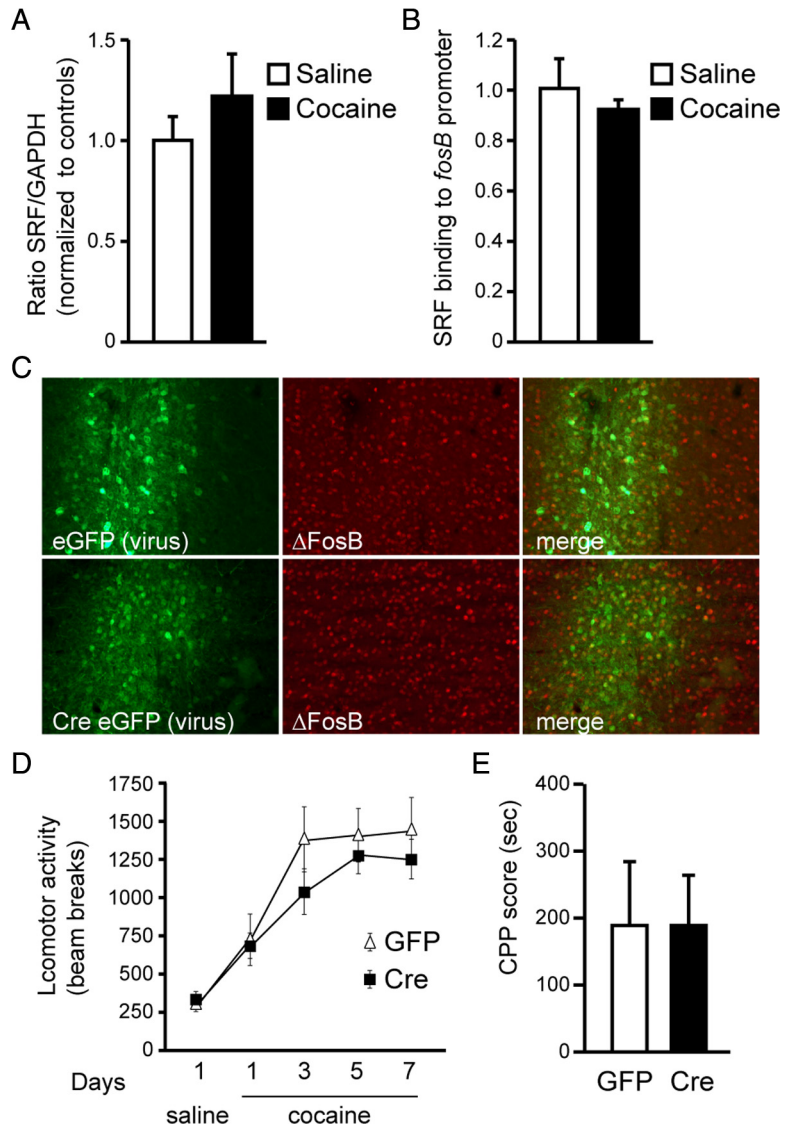 A
Ratio SRF/GAPDH
(normalized to controls)
1.5
1.0
0.5
0
Saline
Cocaine
B
SRF binding to fosB promoter
1.2
1.0
0.8
0.6
0.4
0.2
0
Saline
Cocaine
C
eGFP (virus)
ΔFosB
merge
Cre eGFP (virus)
ΔFosB
merge
D
Lcomotor activity
(beam breaks)
1750
1500
1250
1000
750
500
250
0
GFP
Cre
Days
1 1 3 5 7
saline cocaine
E
CPP score (sec)
400
300
200
100
0
GFP Cre